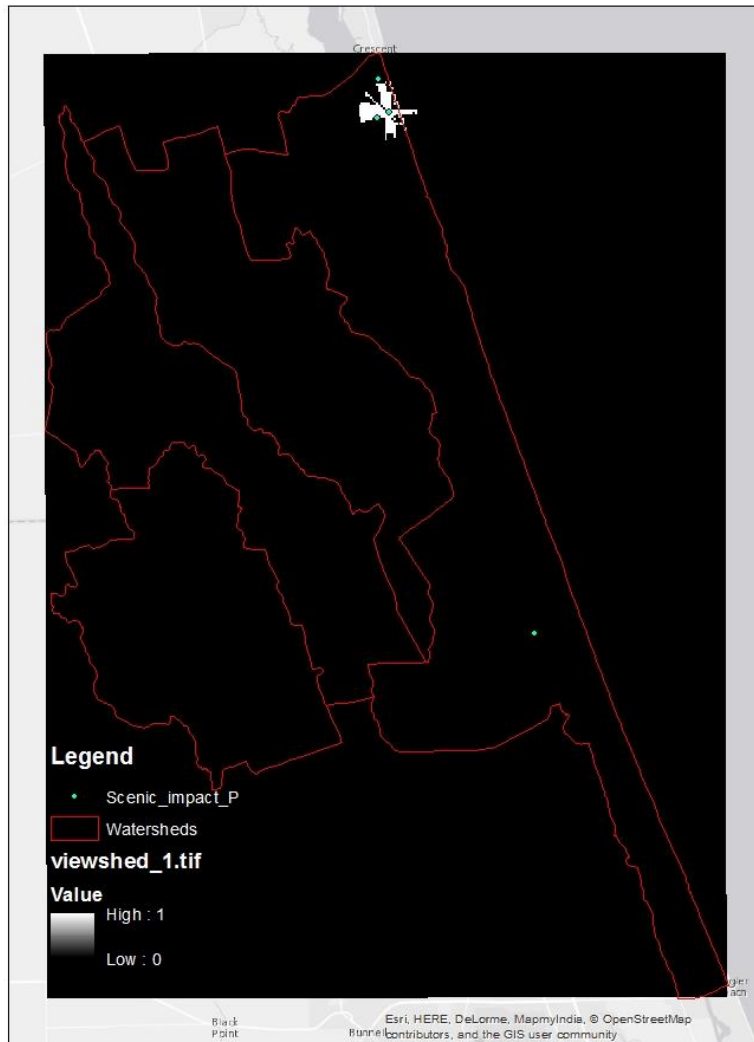 Crescent
Legend
Scenic_impact_P
Watersheds
viewshed_1.tif
Value
High : 1
Low : 0
Black
Point
Bunnell
Esri, HERE, DeLorme, MapmyIndia, © OpenStreetMap
contributors, and the GIS user community